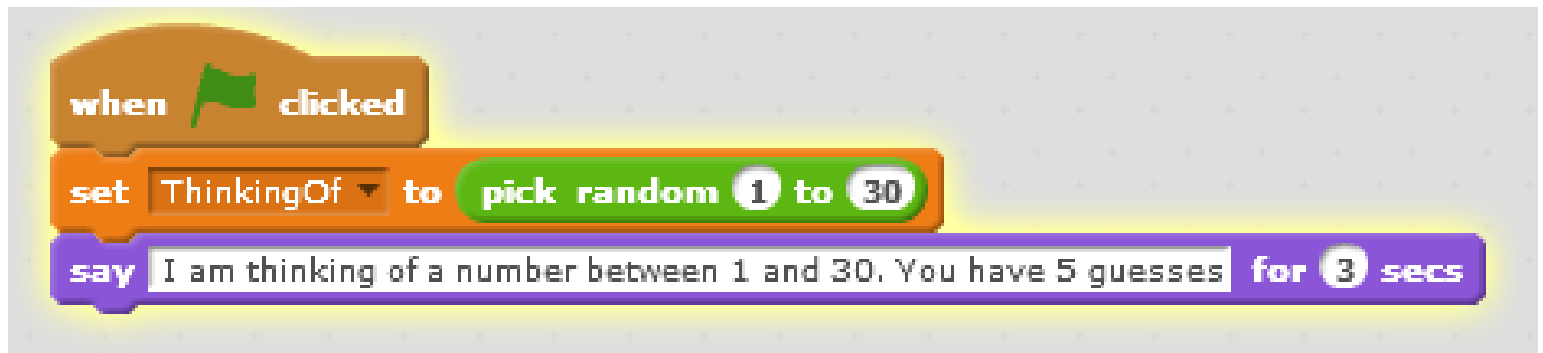 when clicked
set ThinkingOf to pick random 1 to 30
say I am thinking of a number between 1 and 30. You have 5 guesses for 3 secs